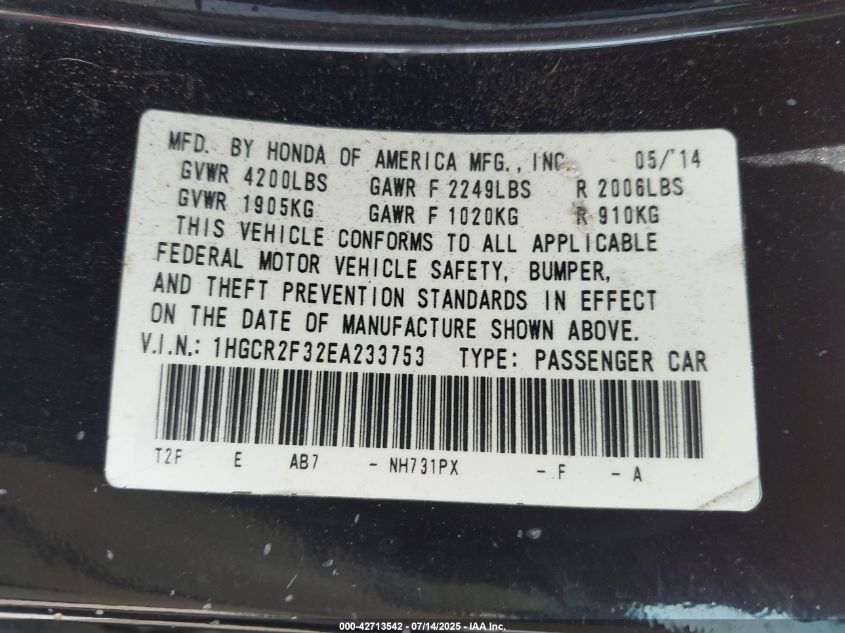 MFD. BY HONDA OF AMERICA MFG., INC. 05/'14
GVWR 4200LBS GAWR F 2249LBS R 2006LBS
GVWR 1905KG GAWR F 1020KG R 910KG
THIS VEHICLE CONFORMS TO ALL APPLICABLE
FEDERAL MOTOR VEHICLE SAFETY, BUMPER,
AND THEFT PREVENTION STANDARDS IN EFFECT
ON THE DATE OF MANUFACTURE SHOWN ABOVE.
V.I.N.: 1HGCR2F32EA233753 TYPE: PASSENGER CAR
T2F E AB7 - NH731PX - F - A
000-42713542 - 07/14/2025 - IAA Inc.